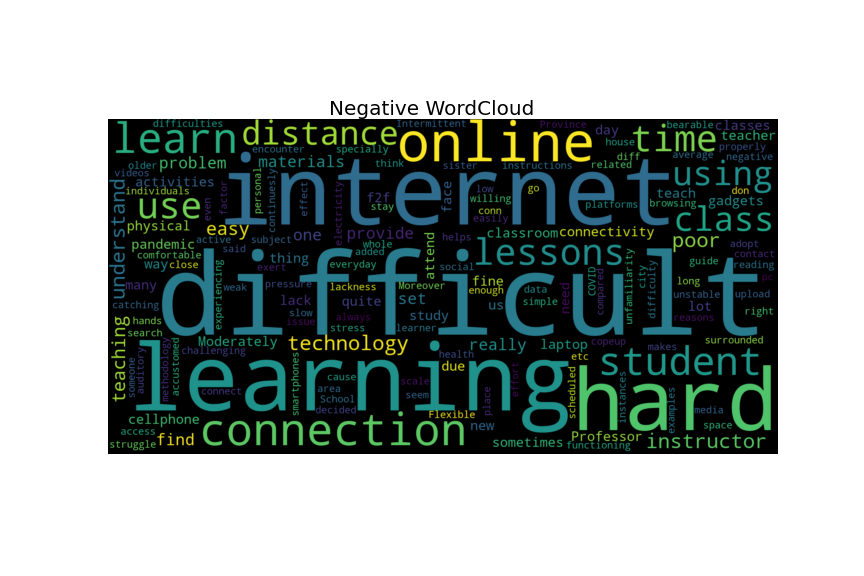 Negative WordCloud
difficulties Intermittent Province bearable classes
learn distance online time day teacher
encounter specially house properly
older problem materials think sister instructions related diff average negative
videos activities internet using
individuals personal continuesly f2f face low willing go platforms teach browsing don
understand factor effect stay conn easily gadgets
use even electricity class
physical easy provide classroom connectivity poor adopt
pandemic active subject one whole helps attend lessons contact
way comfortable said added guide reading
close thing everyday social fine city long
many experiencing exert difficult COVID compared unfamiliarity difficulty pc
catching weak pressure lackness Moreover enough data need unstable upload
hands slow lack quite set us simple lot right
search issue always study reasons
teaching challenging Moderately stress learner really laptop copeup makes surrounded
technology
someone auditory methodology accustomed learning health due etc student
connect smartphones cause scale seem effort scheduled
area place instances examples media
School decided hard
cellphone Flexible new space
access connection Professor
struggle find sometimes functioning instructor